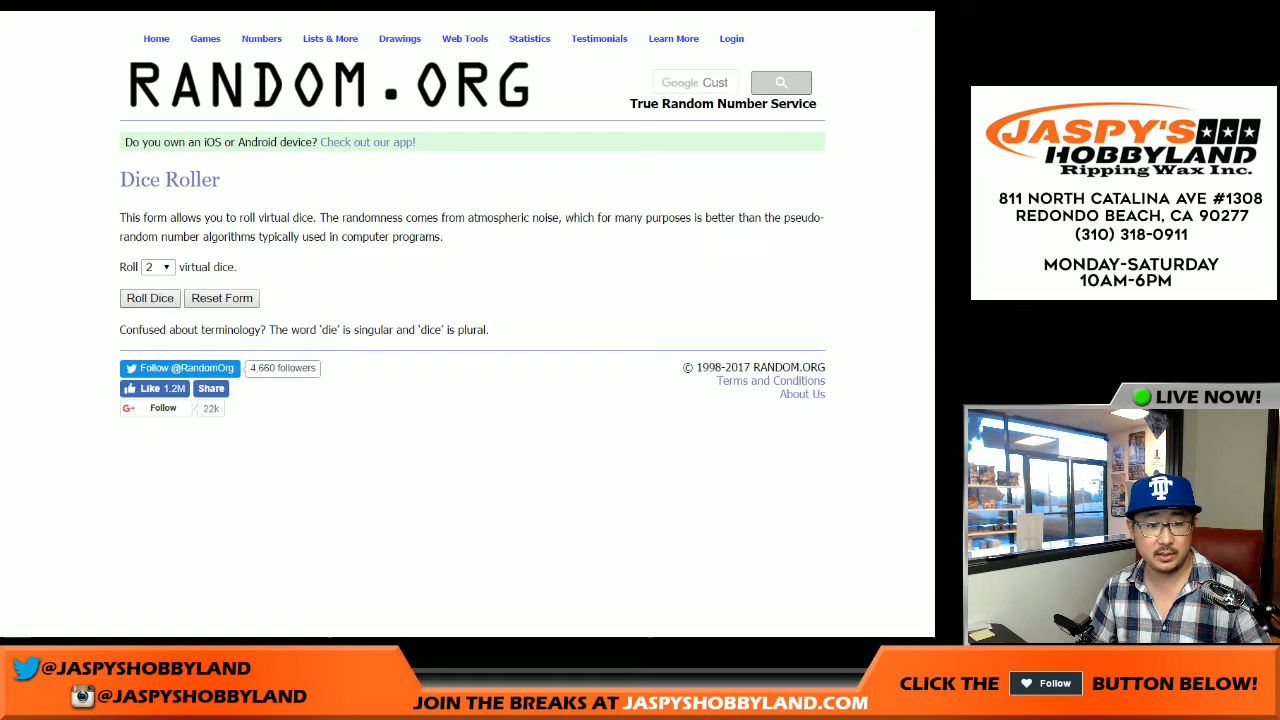 Home Games Numbers Lists & More Drawings Web Tools Statistics Testimonials Learn More Login
RANDOM.ORG
Google Cust
True Random Number Service
Do you own an iOS or Android device? Check out our app!
Dice Roller
This form allows you to roll virtual dice. The randomness comes from atmospheric noise, which for many purposes is better than the pseudo-
random number algorithms typically used in computer programs.
Roll 2 virtual dice.
Roll Dice Reset Form
Confused about terminology? The word ‘die’ is singular and ‘dice’ is plural.
Follow @RandomOrg 4,660 followers
Like 1.2M Share
G+ Follow 22k
© 1998-2017 RANDOM.ORG
Terms and Conditions
About Us
JASPY'S
HOBBYLAND
Ripping Wax Inc.
811 NORTH CATALINA AVE #1308
REDONDO BEACH, CA 90277
(310) 318-0911
MONDAY-SATURDAY
10AM-6PM
LIVE NOW!
@JASPYSHOBBYLAND
@JASPYSHOBBYLAND
JOIN THE BREAKS AT JASPYSHOBBYLAND.COM
CLICK THE Follow BUTTON BELOW!